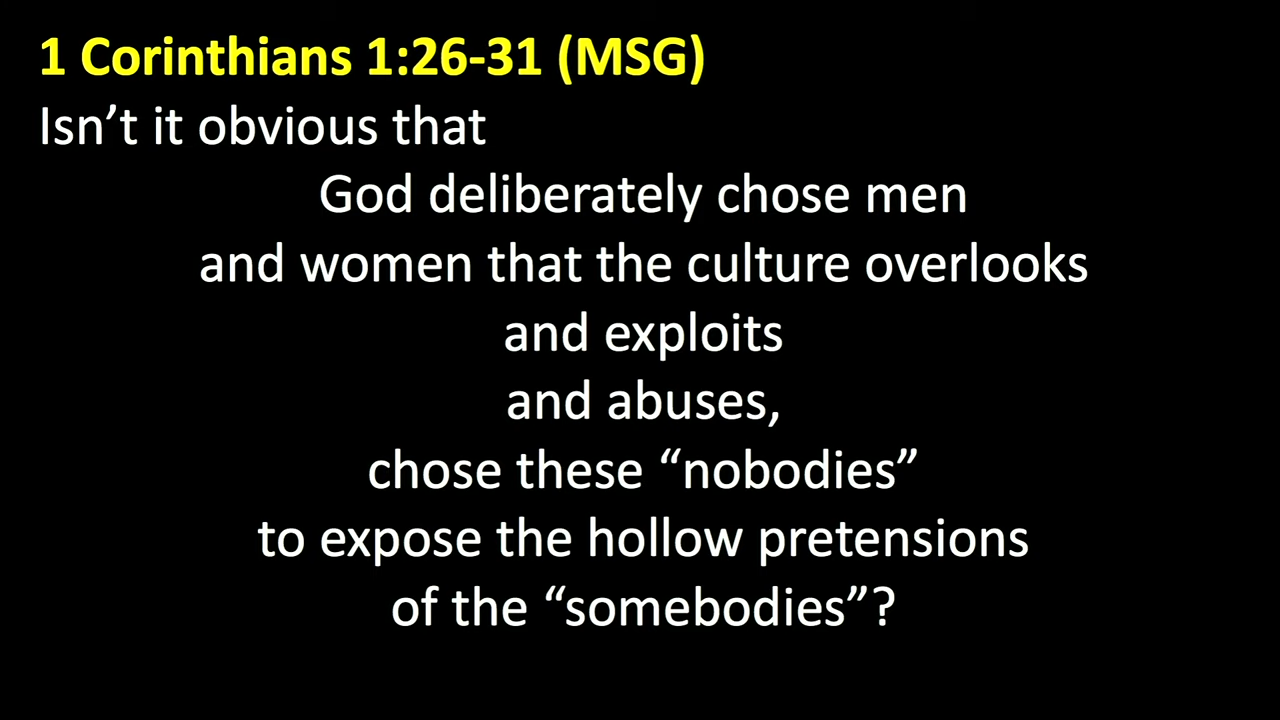 1 Corinthians 1:26-31 (MSG)
Isn’t it obvious that
God deliberately chose men
and women that the culture overlooks
and exploits
and abuses,
chose these “nobodies”
to expose the hollow pretensions
of the “somebodies”?